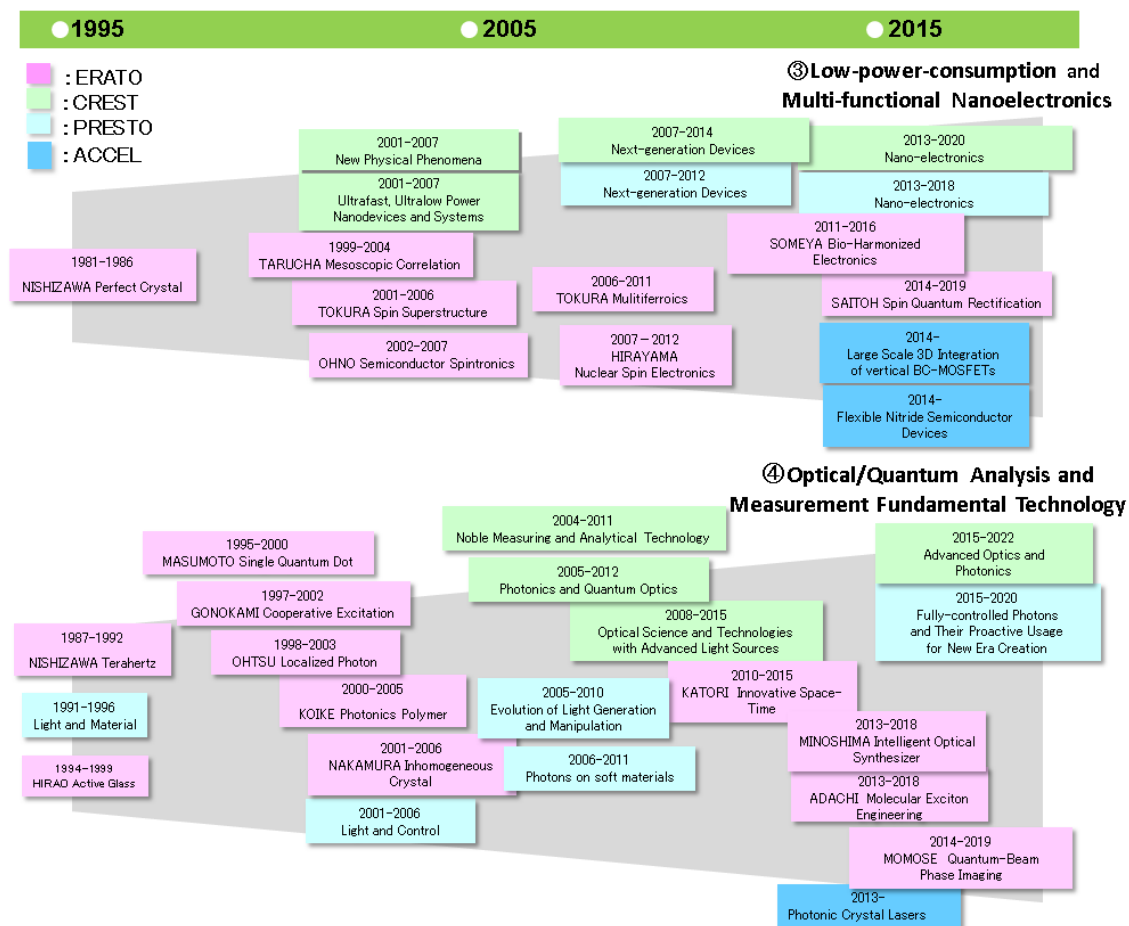 1995
2005
2015
: ERATO
: CREST
: PRESTO
: ACCEL
③Low-power-consumption and
Multi-functional Nanoelectronics
2001-2007
New Physical Phenomena
2001-2007
Ultrafast, Ultralow Power
Nanodevices and Systems
2007-2014
Next-generation Devices
2007-2012
Next-generation Devices
2013-2020
Nano-electronics
2013-2018
Nano-electronics
1981-1986
NISHIZAWA Perfect Crystal
1999-2004
TARUCHA Mesoscopic Correlation
2001-2006
TOKURA Spin Superstructure
2002-2007
OHNO Semiconductor Spintronics
2006-2011
TOKURA Mulitiferroics
2007-2012
HIRAYAMA
Nuclear Spin Electronics
2011-2016
SOMEYA Bio-Harmonized
Electronics
2014-2019
SAITOH Spin Quantum Rectification
2014-
Large Scale 3D Integration
of vertical BC-MOSFETs
2014-
Flexible Nitride Semiconductor
Devices
④Optical/Quantum Analysis and
Measurement Fundamental Technology
1995-2000
MASUMOTO Single Quantum Dot
1997-2002
GONOKAMI Cooperative Excitation
1987-1992
NISHIZAWA Terahertz
1998-2003
OHTSU Localized Photon
1991-1996
Light and Material
2000-2005
KOIKE Photonics Polymer
1994-1999
HIRAO Active Glass
2001-2006
NAKAMURA Inhomogeneous
Crystal
2001-2006
Light and Control
2004-2011
Noble Measuring and Analytical Technology
2005-2012
Photonics and Quantum Optics
2008-2015
Optical Science and Technologies
with Advanced Light Sources
2005-2010
Evolution of Light Generation
and Manipulation
2006-2011
Photons on soft materials
2010-2015
KATORI Innovative Space-
Time
2015-2022
Advanced Optics and
Photonics
2015-2020
Fully-controlled Photons
and Their Proactive Usage
for New Era Creation
2013-2018
MINOSHIMA Intelligent Optical
Synthesizer
2013-2018
ADACHI Molecular Exciton
Engineering
2014-2019
MOMOSE Quantum-Beam
Phase Imaging
2013-
Photonic Crystal Lasers